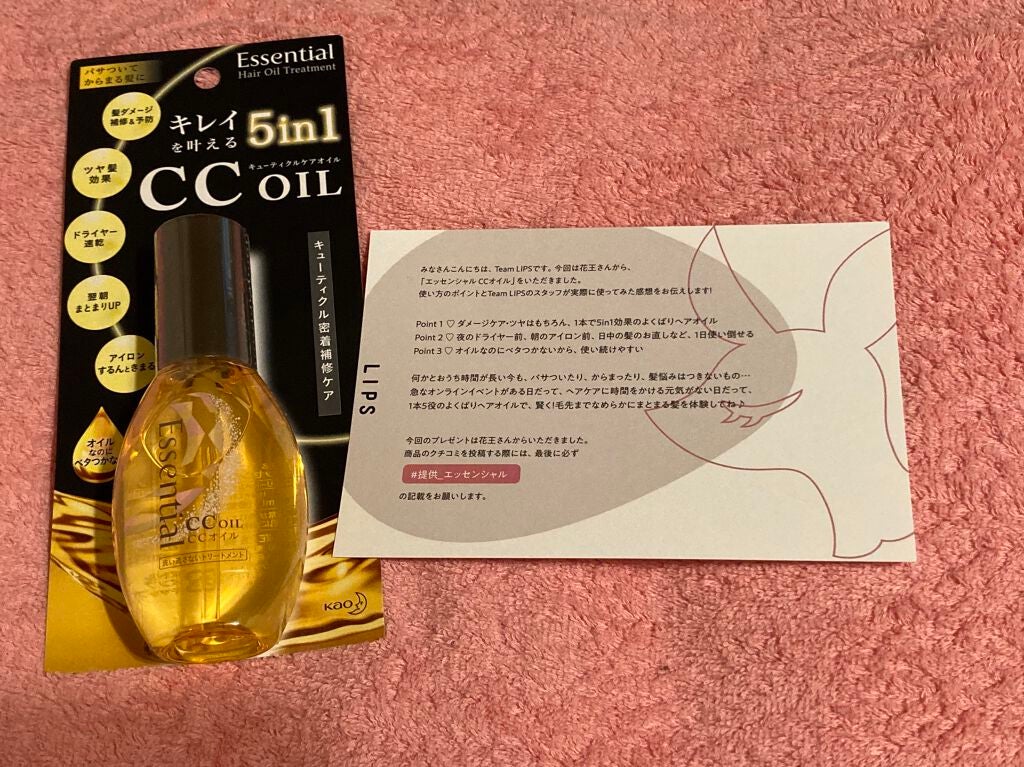 パサついて
からまる髪に
Essential
Hair Oil Treatment
髪ダメージ
補修&予防
キレイ
を叶える
5in1
キューティクルケアオイル
CC OIL
ツヤ髪
効果
ドライヤー
速乾
翌朝
まとまりUP
アイロン
するんときまる
オイル
なのに
ベタつかな
キューティクル密着補修ケア
Essential
CC OIL
CCオイル
洗い流さないトリートメント
Kao
みなさんこんにちは、Team LIPSです。今回は花王さんから、
「エッセンシャル CCオイル」をいただきました。
使い方のポイントとTeam LIPSのスタッフが実際に使ってみた感想をお伝えします!
Point 1 ♡ ダメージケア・ツヤはもちろん、1本で5in1効果のよくばりヘアオイル
Point 2 ♡ 夜のドライヤー前、朝のアイロン前、日中の髪のお直しなど、1日使い倒せる
Point 3 ♡ オイルなのにベタつかないから、使い続けやすい
何かとおうち時間が長い今も、パサついたり、からまったり、髪悩みはつきないもの…
急なオンラインイベントがある日だって、ヘアケアに時間をかける元気がない日だって、
1本5役のよくばりヘアオイルで、賢く!毛先までなめらかにまとまる髪を体験してね♪
今回のプレゼントは花王さんからいただきました。
商品のクチコミを投稿する際には、最後に必ず
#提供_エッセンシャル
の記載をお願いします。
LIPS